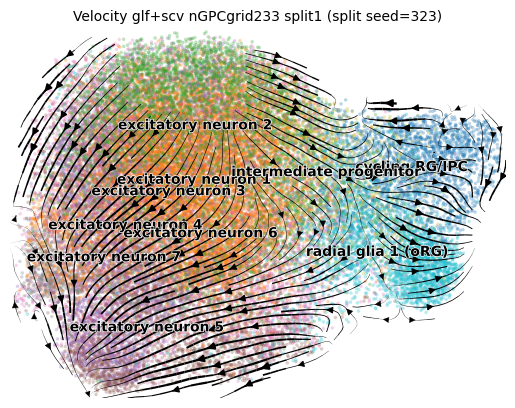 Velocity glf+scv nGPCgrid233 split1 (split seed=323)
excitatory neuron 2
cycling RG/IPC
intermediate progenitor
excitatory neuron 1
excitatory neuron 3
excitatory neuron 4
excitatory neuron 6
radial glia 1 (oRG)
excitatory neuron 7
excitatory neuron 5